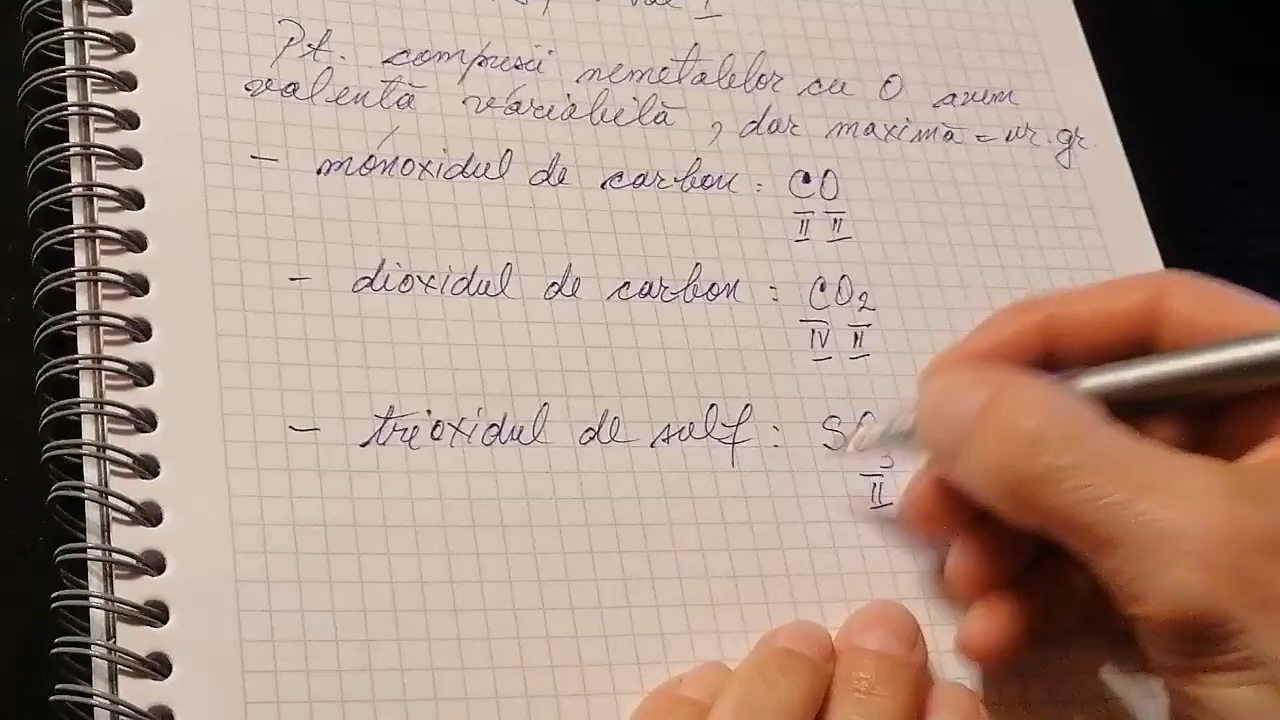 I
Pt. compușii nemetalelor cu O avem
valență variabilă, dar maximă = nr. gr.
- monoxidul de carbon : CO
II II
- dioxidul de carbon : CO2
IV II
- trioxidul de sulf : SO3
II